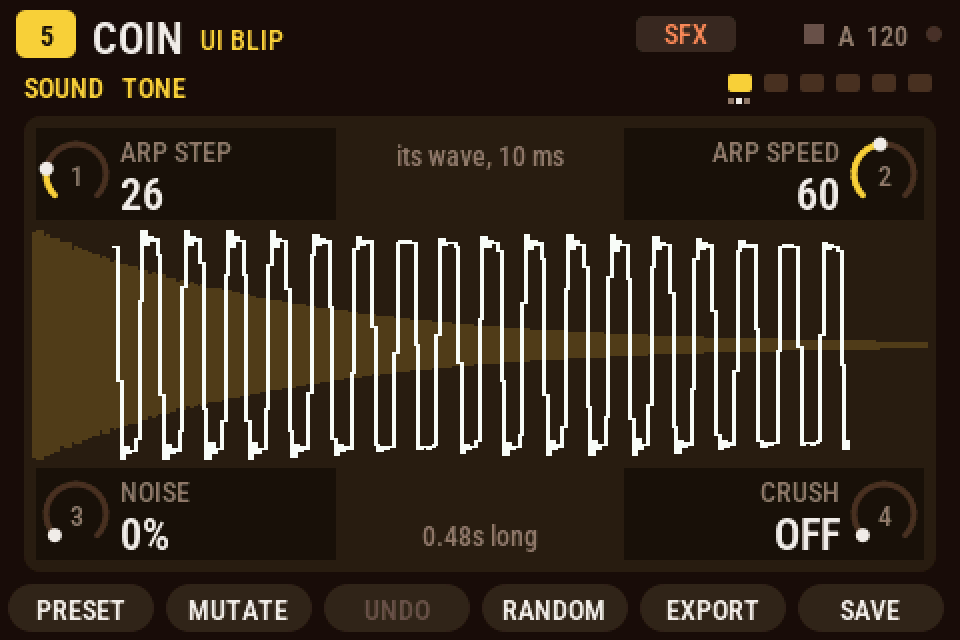 5 COIN UI BLIP SFX A 120
SOUND TONE
1 ARP STEP 26
its wave, 10 ms
ARP SPEED 60 2
3 NOISE 0%
0.48s long
CRUSH OFF 4
PRESET MUTATE UNDO RANDOM EXPORT SAVE